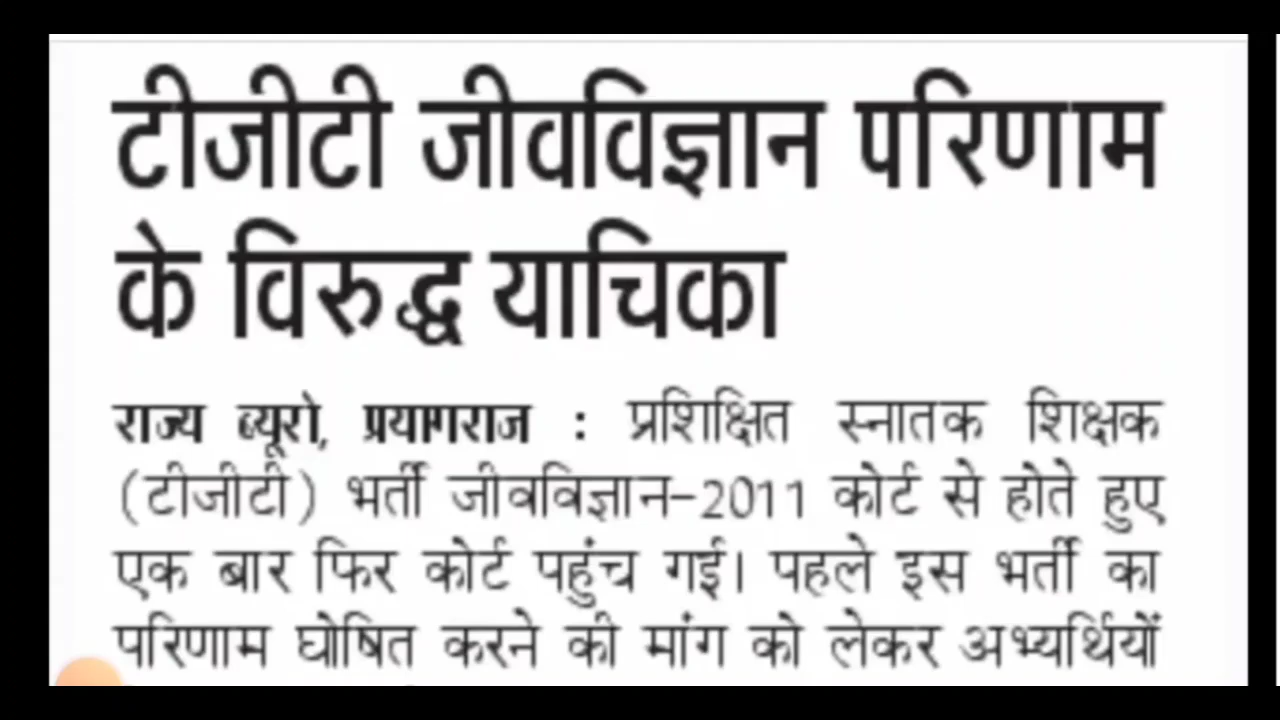 टीजीटी जीवविज्ञान परिणाम
के विरुद्ध याचिका
राज्य ब्यूरो, प्रयागराज : प्रशिक्षित स्नातक शिक्षक
(टीजीटी) भर्ती जीवविज्ञान-2011 कोर्ट से होते हुए
एक बार फिर कोर्ट पहुंच गई। पहले इस भर्ती का
परिणाम घोषित करने की मांग को लेकर अभ्यर्थियों